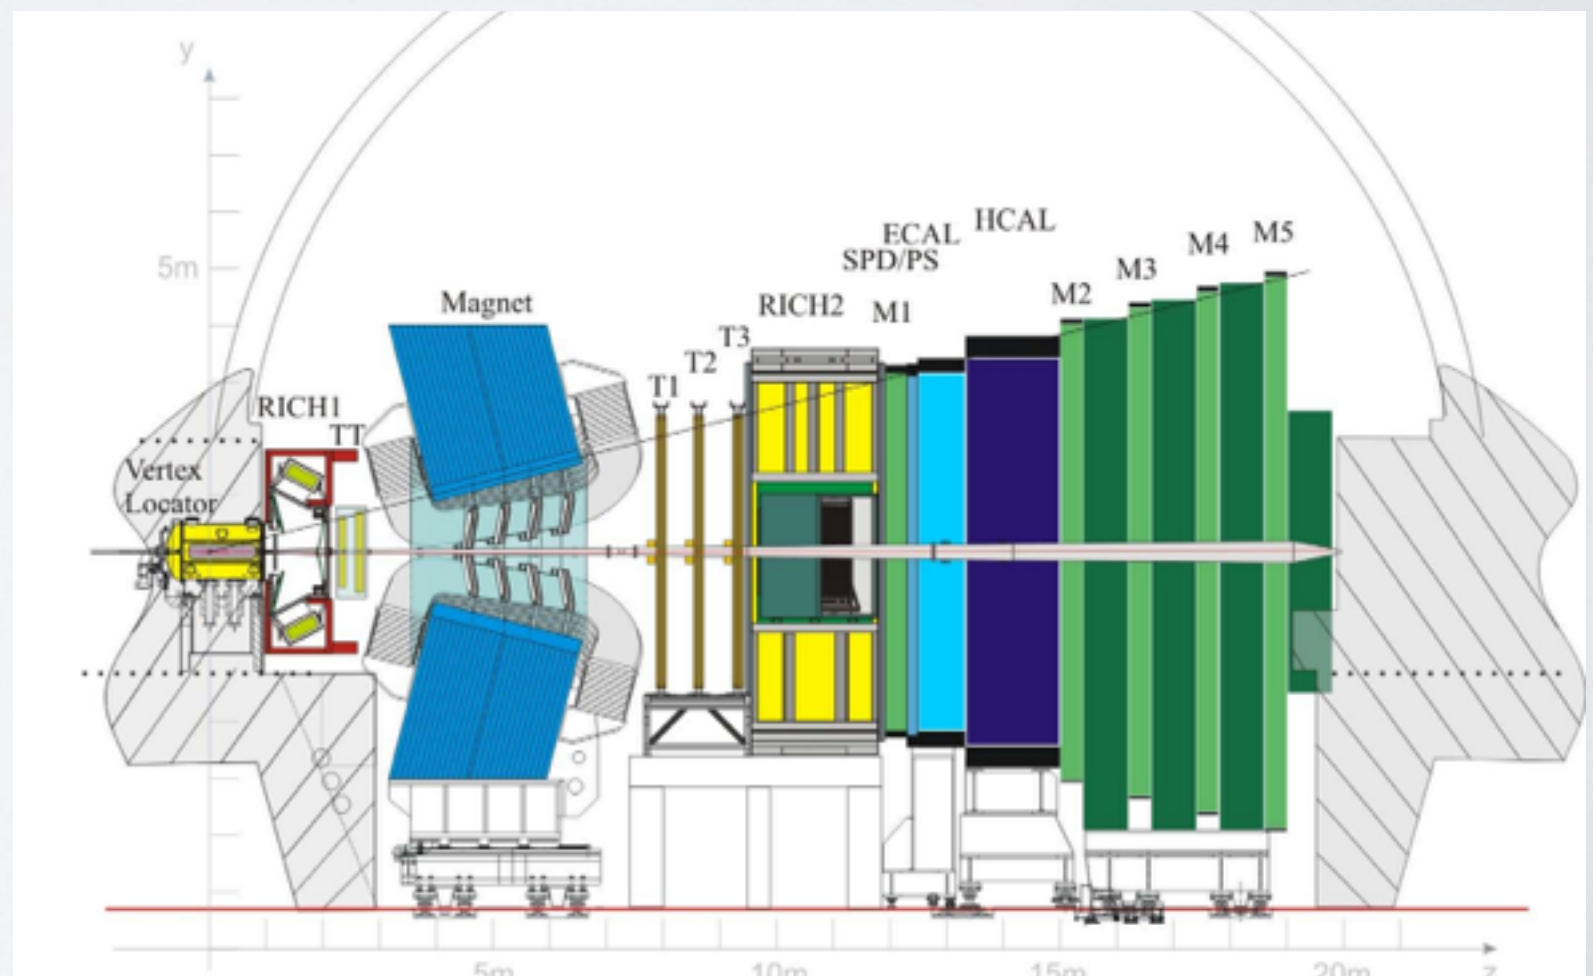 y
5m
HCAL
ECAL
SPD/PS
M5
M4
M3
M2
M1
RICH2
Magnet
T3
T2
T1
RICH1
TT
Vertex
Locator
5m
10m
15m
20m
z